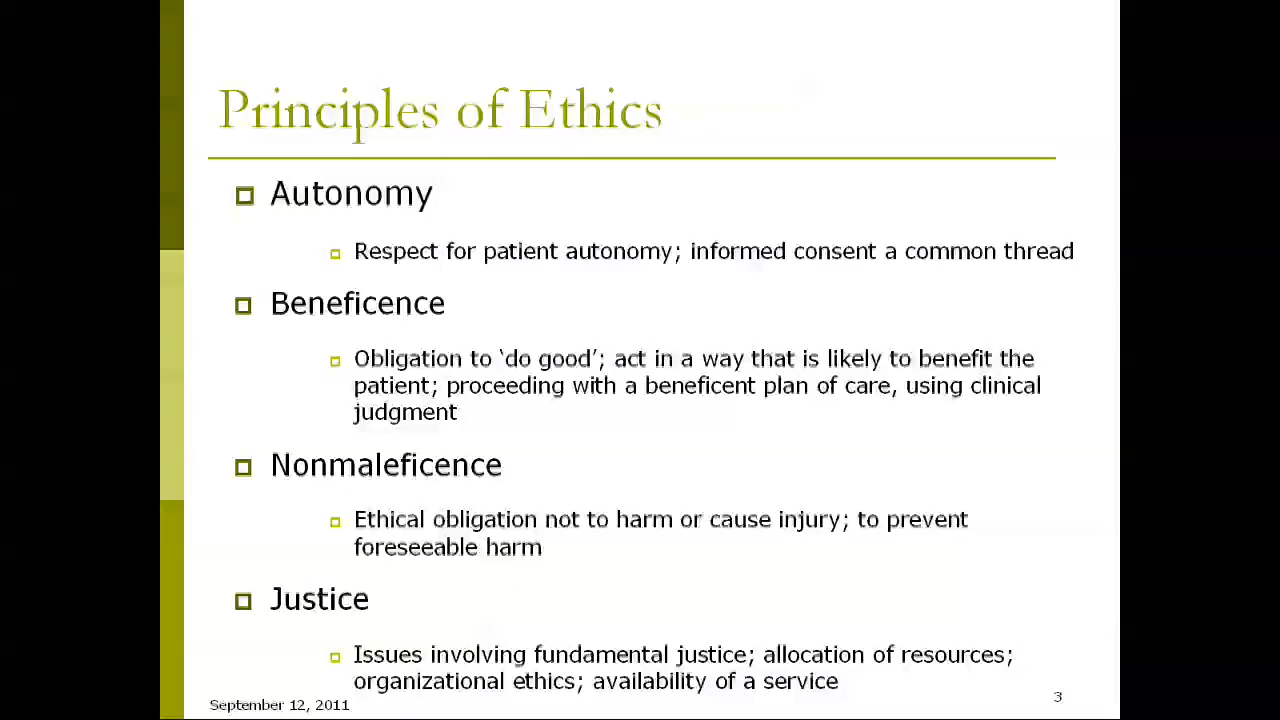 Principles of Ethics
Autonomy
Respect for patient autonomy; informed consent a common thread
Beneficence
Obligation to ‘do good’; act in a way that is likely to benefit the
patient; proceeding with a beneficent plan of care, using clinical
judgment
Nonmaleficence
Ethical obligation not to harm or cause injury; to prevent
foreseeable harm
Justice
Issues involving fundamental justice; allocation of resources;
organizational ethics; availability of a service
September 12, 2011
3